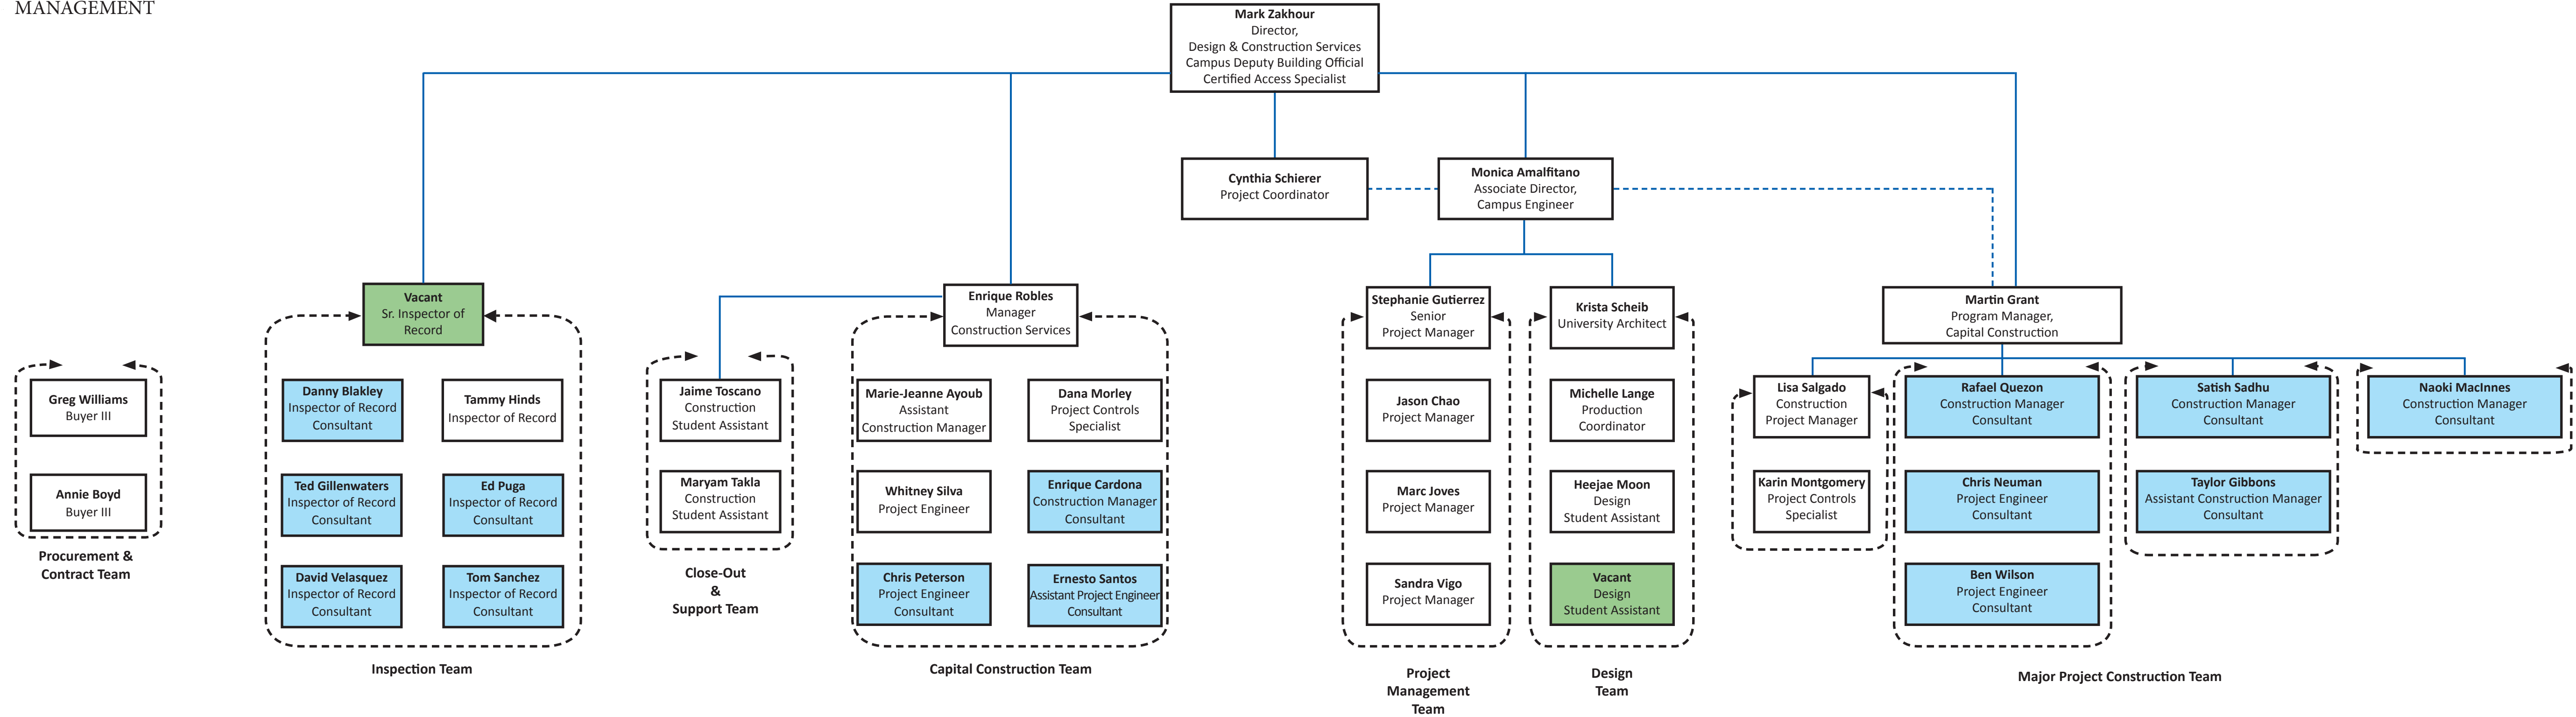 MANAGEMENT
Mark Zakhour
Director,
Design & Construction Services
Campus Deputy Building Official
Certified Access Specialist
Cynthia Schierer
Project Coordinator
Monica Amalfitano
Associate Director,
Campus Engineer
Vacant
Sr. Inspector of
Record
Enrique Robles
Manager
Construction Services
Stephanie Gutierrez
Senior
Project Manager
Krista Scheib
University Architect
Martin Grant
Program Manager,
Capital Construction
Greg Williams
Buyer III
Annie Boyd
Buyer III
Procurement &
Contract Team
Danny Blakley
Inspector of Record
Consultant
Tammy Hinds
Inspector of Record
Ted Gillenwaters
Inspector of Record
Consultant
Ed Puga
Inspector of Record
Consultant
David Velasquez
Inspector of Record
Consultant
Tom Sanchez
Inspector of Record
Consultant
Inspection Team
Jaime Toscano
Construction
Student Assistant
Maryam Takla
Construction
Student Assistant
Close-Out
&
Support Team
Marie-Jeanne Ayoub
Assistant
Construction Manager
Dana Morley
Project Controls
Specialist
Whitney Silva
Project Engineer
Enrique Cardona
Construction Manager
Consultant
Chris Peterson
Project Engineer
Consultant
Ernesto Santos
Assistant Project Engineer
Consultant
Capital Construction Team
Jason Chao
Project Manager
Marc Joves
Project Manager
Sandra Vigo
Project Manager
Project
Management
Team
Michelle Lange
Production
Coordinator
Heejae Moon
Design
Student Assistant
Vacant
Design
Student Assistant
Design
Team
Lisa Salgado
Construction
Project Manager
Karin Montgomery
Project Controls
Specialist
Rafael Quezon
Construction Manager
Consultant
Chris Neuman
Project Engineer
Consultant
Ben Wilson
Project Engineer
Consultant
Satish Sadhu
Construction Manager
Consultant
Taylor Gibbons
Assistant Construction Manager
Consultant
Naoki MacInnes
Construction Manager
Consultant
Major Project Construction Team